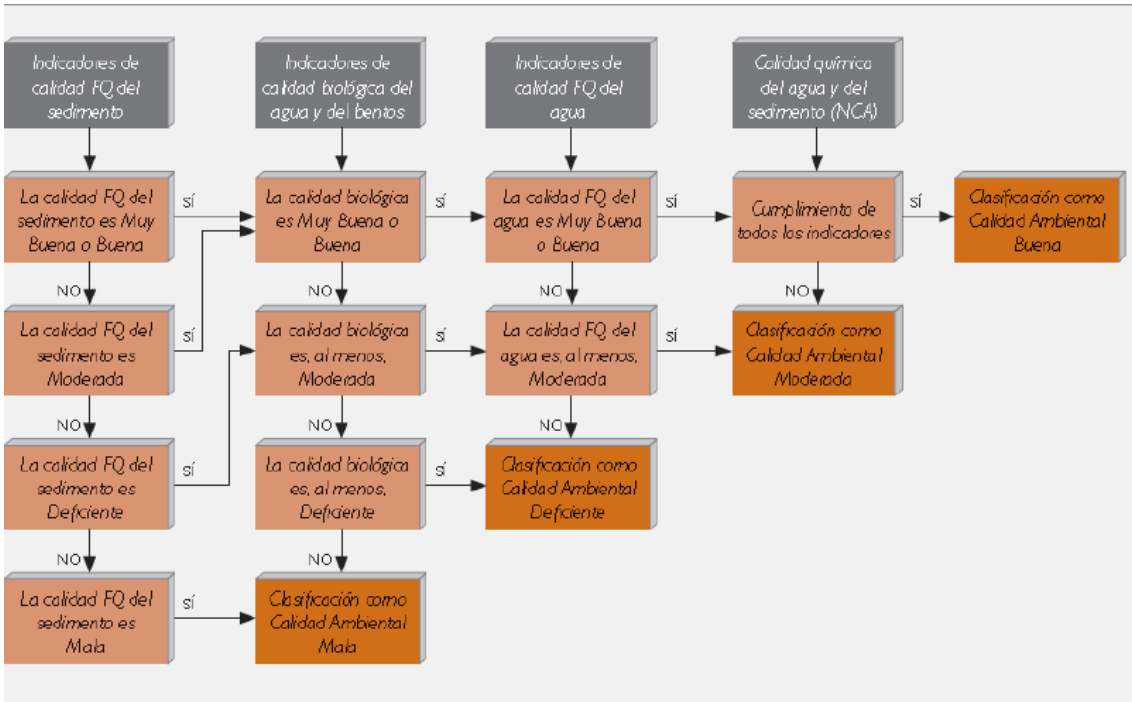 Indicadores de
calidad FQ del
sedimento
Indicadores de
calidad biológica del
agua y del bentos
Indicadores de
calidad FQ del
agua
Calidad química
del agua y del
sedimento (NCA)
La calidad FQ del
sedimento es Muy
Buena o Buena
SÍ
La calidad biológica
es Muy Buena o
Buena
SÍ
La calidad FQ del
agua es Muy Buena
o Buena
SÍ
Cumplimiento de
todos los indicadores
SÍ
Clasificación como
Calidad Ambiental
Buena
NO
NO
NO
NO
La calidad FQ del
sedimento es
Moderada
SÍ
La calidad biológica
es, al menos,
Moderada
SÍ
La calidad FQ del
agua es, al menos,
Moderada
SÍ
Clasificación como
Calidad Ambiental
Moderada
NO
NO
NO
La calidad FQ del
sedimento es
Deficiente
SÍ
La calidad biológica
es, al menos,
Deficiente
SÍ
Clasificación como
Calidad Ambiental
Deficiente
NO
NO
La calidad FQ del
sedimento es
Mala
SÍ
Clasificación como
Calidad Ambiental
Mala